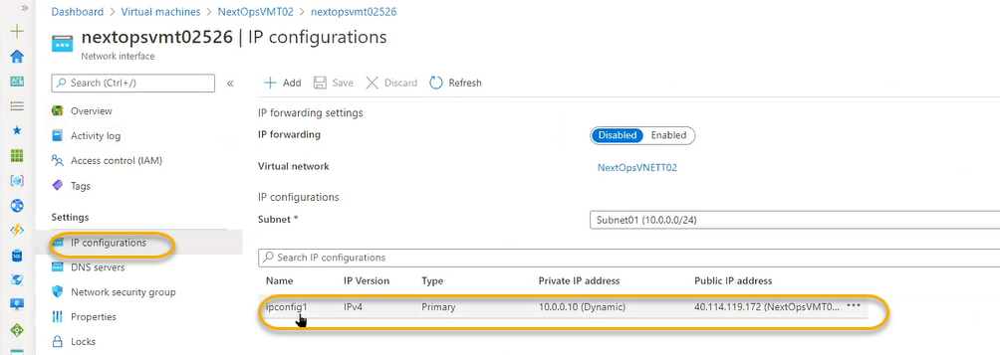 Dashboard > Virtual machines > NextOpsVMT02 > nextopsvmt02526
nextopsvmt02526 | IP configurations
Network interface
Search (Ctrl+/)
«
Add
Save
Discard
Refresh
Overview
Activity log
Access control (IAM)
Tags
Settings
IP configurations
DNS servers
Network security group
Properties
Locks
IP forwarding settings
IP forwarding
Disabled Enabled
Virtual network
NextOpsVNETT02
IP configurations
Subnet *
Subnet01 (10.0.0.0/24)
Search IP configurations
Name IP Version Type Private IP address Public IP address
ipconfig1 IPv4 Primary 10.0.0.10 (Dynamic) 40.114.119.172 (NextOpsVMT0... ...